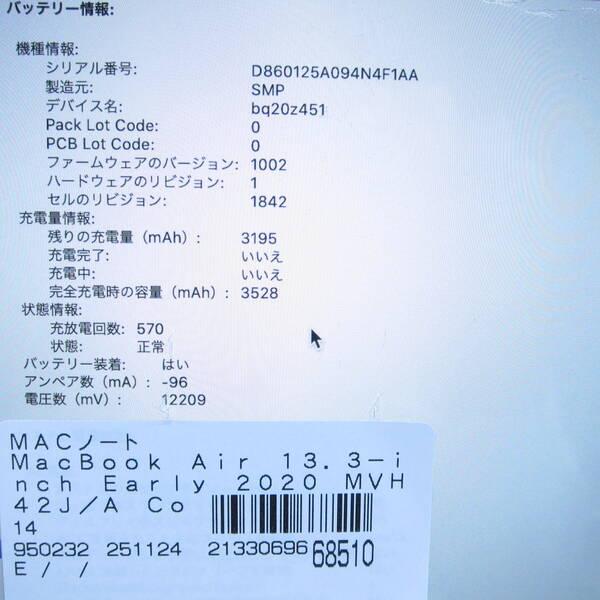 バッテリー情報:
機種情報:
シリアル番号: D860125A094N4F1AA
製造元: SMP
デバイス名: bq20z451
Pack Lot Code: 0
PCB Lot Code: 0
ファームウェアのバージョン: 1002
ハードウェアのリビジョン: 1
セルのリビジョン: 1842
充電量情報:
残りの充電量（mAh）: 3195
充電完了: いいえ
充電中: いいえ
完全充電時の容量（mAh）: 3528
状態情報:
充放電回数: 570
状態: 正常
バッテリー装着: はい
アンペア数（mA）: -96
電圧数（mV）: 12209
MACノート
MacBook Air 13.3-i
nch Early 2020 MVH
42J/A Co
14
950232 251124 21330696 68510
E / /